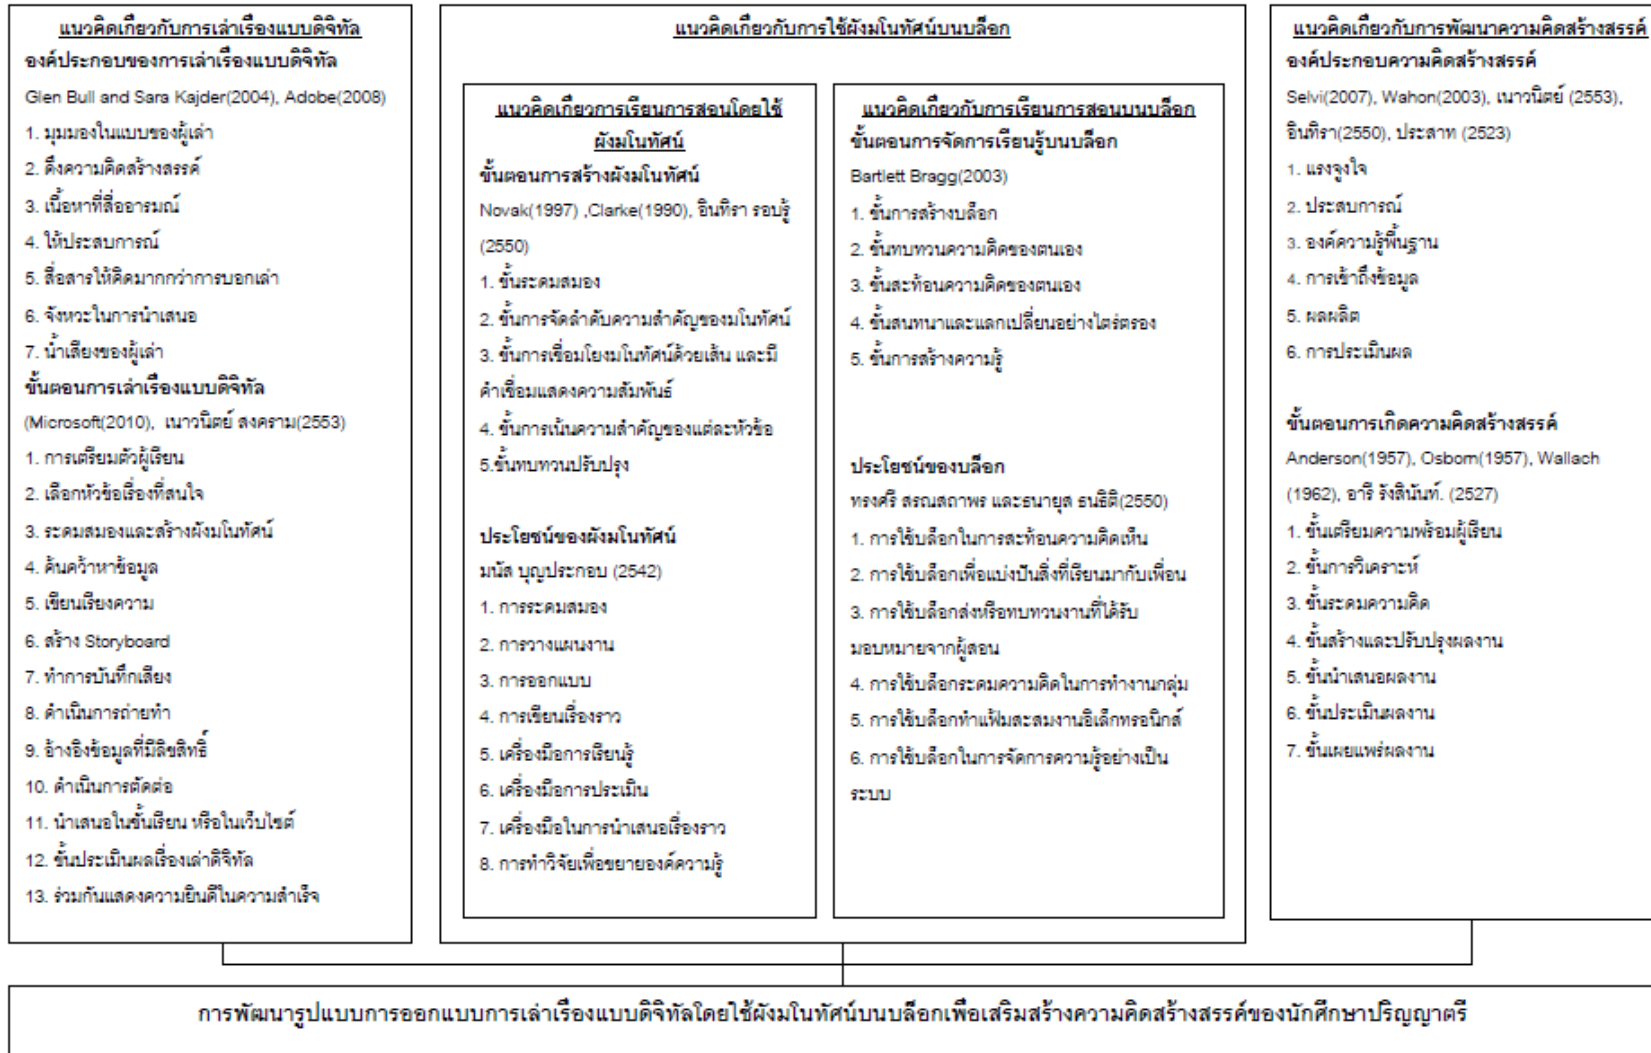 แนวคิดเกี่ยวกับการเล่าเรื่องแบบดิจิทัล
องค์ประกอบของการเล่าเรื่องแบบดิจิทัล
Glen Bull and Sara Kajder(2004), Adobe(2008)
1. มุมมองในแบบของผู้เล่า
2. ดึงความคิดสร้างสรรค์
3. เนื้อหาที่สื่ออารมณ์
4. ให้ประสบการณ์
5. สื่อสารให้คิดมากกว่าการบอกเล่า
6. จังหวะในการนำเสนอ
7. น้ำเสียงของผู้เล่า
ขั้นตอนการเล่าเรื่องแบบดิจิทัล
(Microsoft(2010), เนาวนิตย์ สงคราม(2553)
1. การเตรียมตัวผู้เรียน
2. เลือกหัวข้อเรื่องที่สนใจ
3. ระดมสมองและสร้างผังมโนทัศน์
4. ค้นคว้าหาข้อมูล
5. เขียนเรียงความ
6. สร้าง Storyboard
7. ทำการบันทึกเสียง
8. ดำเนินการถ่ายทำ
9. อ้างอิงข้อมูลที่มีลิขสิทธิ์
10. ดำเนินการตัดต่อ
11. นำเสนอในชั้นเรียน หรือในเว็บไซต์
12. ขั้นประเมินผลเรื่องเล่าดิจิทัล
13. ร่วมกันแสดงความยินดีในความสำเร็จ
แนวคิดเกี่ยวกับการใช้ผังมโนทัศน์บนบล็อก
แนวคิดเกี่ยวการเรียนการสอนโดยใช้
ผังมโนทัศน์
ขั้นตอนการสร้างผังมโนทัศน์
Novak(1997) ,Clarke(1990), อินทิรา รอบรู้
(2550)
1. ขั้นระดมสมอง
2. ขั้นการจัดลำดับความสำคัญของมโนทัศน์
3. ขั้นการเชื่อมโยงมโนทัศน์ด้วยเส้น และมี
คำเชื่อมแสดงความสัมพันธ์
4. ขั้นการเน้นความสำคัญของแต่ละหัวข้อ
5.ขั้นทบทวนปรับปรุง
ประโยชน์ของผังมโนทัศน์
มนัส บุญประกอบ (2542)
1. การระดมสมอง
2. การวางแผนงาน
3. การออกแบบ
4. การเขียนเรื่องราว
5. เครื่องมือการเรียนรู้
6. เครื่องมือการประเมิน
7. เครื่องมือในการนำเสนอเรื่องราว
8. การทำวิจัยเพื่อขยายองค์ความรู้
แนวคิดเกี่ยวกับการเรียนการสอนบนบล็อก
ขั้นตอนการจัดการเรียนรู้บนบล็อก
Bartlett Bragg(2003)
1. ขั้นการสร้างบล็อก
2. ขั้นทบทวนความคิดของตนเอง
3. ขั้นสะท้อนความคิดของตนเอง
4. ขั้นสนทนาและแลกเปลี่ยนอย่างไตร่ตรอง
5. ขั้นการสร้างความรู้
ประโยชน์ของบล็อก
ทรงศรี สรณสถาพร และธนายุส ธนธิติ(2550)
1. การใช้บล็อกในการสะท้อนความคิดเห็น
2. การใช้บล็อกเพื่อแบ่งปันสิ่งที่เรียนมากับเพื่อน
3. การใช้บล็อกส่งหรือทบทวนงานที่ได้รับ
มอบหมายจากผู้สอน
4. การใช้บล็อกระดมความคิดในการทำงานกลุ่ม
5. การใช้บล็อกทำแฟ้มสะสมงานอิเล็กทรอนิกส์
6. การใช้บล็อกในการจัดการความรู้อย่างเป็น
ระบบ
แนวคิดเกี่ยวกับการพัฒนาความคิดสร้างสรรค์
องค์ประกอบความคิดสร้างสรรค์
Selvi(2007), Wahon(2003), เนาวนิตย์ (2553),
อินทิรา(2550), ประสาท (2523)
1. แรงจูงใจ
2. ประสบการณ์
3. องค์ความรู้พื้นฐาน
4. การเข้าถึงข้อมูล
5. ผลผลิต
6. การประเมินผล
ขั้นตอนการเกิดความคิดสร้างสรรค์
Anderson(1957), Osborn(1957), Wallach
(1962), อารี รังสินันท์. (2527)
1. ขั้นเตรียมความพร้อมผู้เรียน
2. ขั้นการวิเคราะห์
3. ขั้นระดมความคิด
4. ขั้นสร้างและปรับปรุงผลงาน
5. ขั้นนำเสนอผลงาน
6. ขั้นประเมินผลงาน
7. ขั้นเผยแพร่ผลงาน
การพัฒนารูปแบบการออกแบบการเล่าเรื่องแบบดิจิทัลโดยใช้ผังมโนทัศน์บนบล็อกเพื่อเสริมสร้างความคิดสร้างสรรค์ของนักศึกษาปริญญาตรี